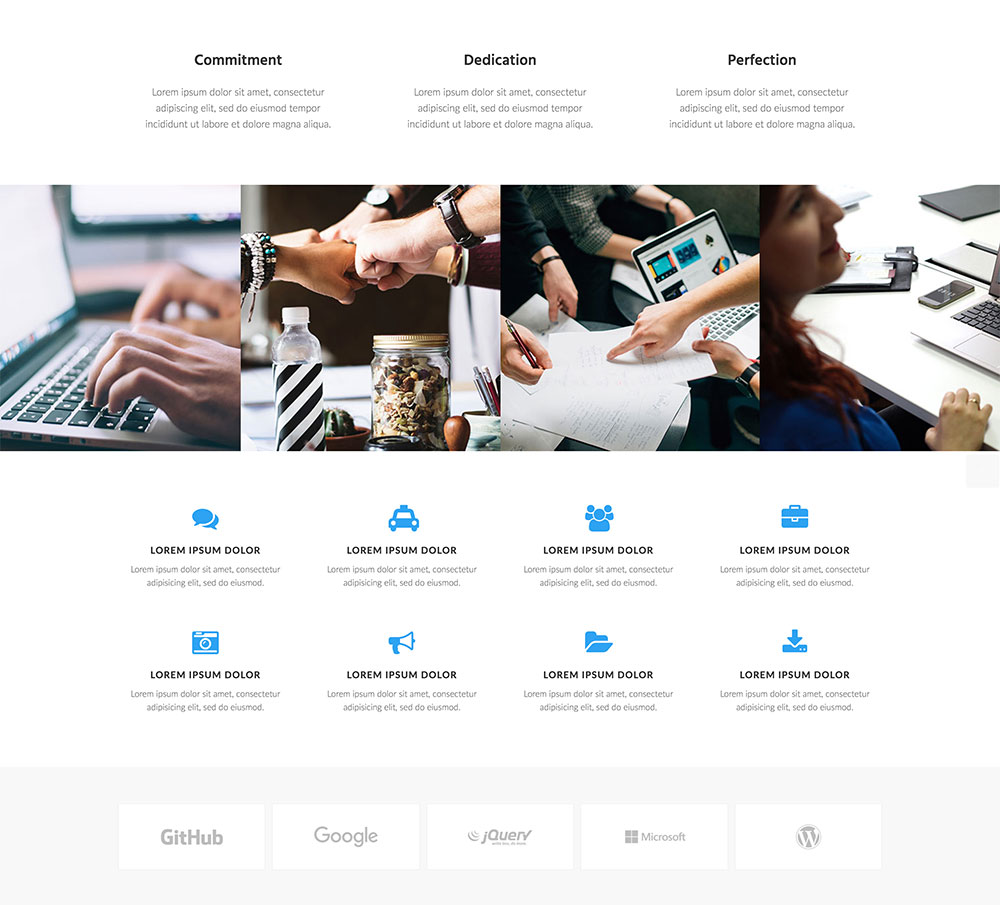 Commitment
Lorem ipsum dolor sit amet, consectetur
adipiscing elit, sed do eiusmod tempor
incididunt ut labore et dolore magna aliqua.
Dedication
Lorem ipsum dolor sit amet, consectetur
adipiscing elit, sed do eiusmod tempor
incididunt ut labore et dolore magna aliqua.
Perfection
Lorem ipsum dolor sit amet, consectetur
adipiscing elit, sed do eiusmod tempor
incididunt ut labore et dolore magna aliqua.
LOREM IPSUM DOLOR
Lorem ipsum dolor sit amet, consectetur
adipisicing elit, sed do eiusmod.
LOREM IPSUM DOLOR
Lorem ipsum dolor sit amet, consectetur
adipisicing elit, sed do eiusmod.
LOREM IPSUM DOLOR
Lorem ipsum dolor sit amet, consectetur
adipisicing elit, sed do eiusmod.
LOREM IPSUM DOLOR
Lorem ipsum dolor sit amet, consectetur
adipisicing elit, sed do eiusmod.
LOREM IPSUM DOLOR
Lorem ipsum dolor sit amet, consectetur
adipisicing elit, sed do eiusmod.
LOREM IPSUM DOLOR
Lorem ipsum dolor sit amet, consectetur
adipisicing elit, sed do eiusmod.
LOREM IPSUM DOLOR
Lorem ipsum dolor sit amet, consectetur
adipisicing elit, sed do eiusmod.
LOREM IPSUM DOLOR
Lorem ipsum dolor sit amet, consectetur
adipisicing elit, sed do eiusmod.
GitHub
Google
jQuery
write less, do more.
Microsoft
W